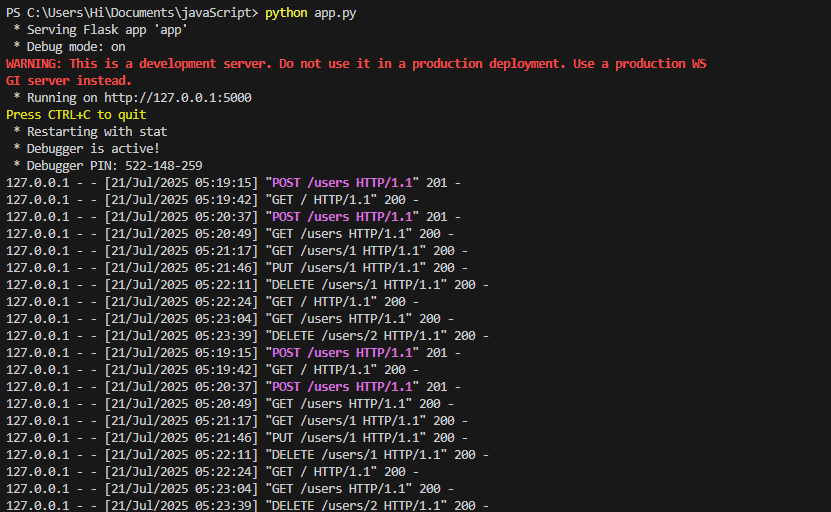 PS C:\Users\Hi\Documents\javaScript> python app.py
 * Serving Flask app 'app'
 * Debug mode: on
WARNING: This is a development server. Do not use it in a production deployment. Use a production WS
GI server instead.
 * Running on http://127.0.0.1:5000
Press CTRL+C to quit
 * Restarting with stat
 * Debugger is active!
 * Debugger PIN: 522-148-259
127.0.0.1 - - [21/Jul/2025 05:19:15] "POST /users HTTP/1.1" 201 -
127.0.0.1 - - [21/Jul/2025 05:19:42] "GET / HTTP/1.1" 200 -
127.0.0.1 - - [21/Jul/2025 05:20:37] "POST /users HTTP/1.1" 201 -
127.0.0.1 - - [21/Jul/2025 05:20:49] "GET /users HTTP/1.1" 200 -
127.0.0.1 - - [21/Jul/2025 05:21:17] "GET /users/1 HTTP/1.1" 200 -
127.0.0.1 - - [21/Jul/2025 05:21:46] "PUT /users/1 HTTP/1.1" 200 -
127.0.0.1 - - [21/Jul/2025 05:22:11] "DELETE /users/1 HTTP/1.1" 200 -
127.0.0.1 - - [21/Jul/2025 05:22:24] "GET / HTTP/1.1" 200 -
127.0.0.1 - - [21/Jul/2025 05:23:04] "GET /users HTTP/1.1" 200 -
127.0.0.1 - - [21/Jul/2025 05:23:39] "DELETE /users/2 HTTP/1.1" 200 -
127.0.0.1 - - [21/Jul/2025 05:19:15] "POST /users HTTP/1.1" 201 -
127.0.0.1 - - [21/Jul/2025 05:19:42] "GET / HTTP/1.1" 200 -
127.0.0.1 - - [21/Jul/2025 05:20:37] "POST /users HTTP/1.1" 201 -
127.0.0.1 - - [21/Jul/2025 05:20:49] "GET /users HTTP/1.1" 200 -
127.0.0.1 - - [21/Jul/2025 05:21:17] "GET /users/1 HTTP/1.1" 200 -
127.0.0.1 - - [21/Jul/2025 05:21:46] "PUT /users/1 HTTP/1.1" 200 -
127.0.0.1 - - [21/Jul/2025 05:22:11] "DELETE /users/1 HTTP/1.1" 200 -
127.0.0.1 - - [21/Jul/2025 05:22:24] "GET / HTTP/1.1" 200 -
127.0.0.1 - - [21/Jul/2025 05:23:04] "GET /users HTTP/1.1" 200 -
127.0.0.1 - - [21/Jul/2025 05:23:39] "DELETE /users/2 HTTP/1.1" 200 -